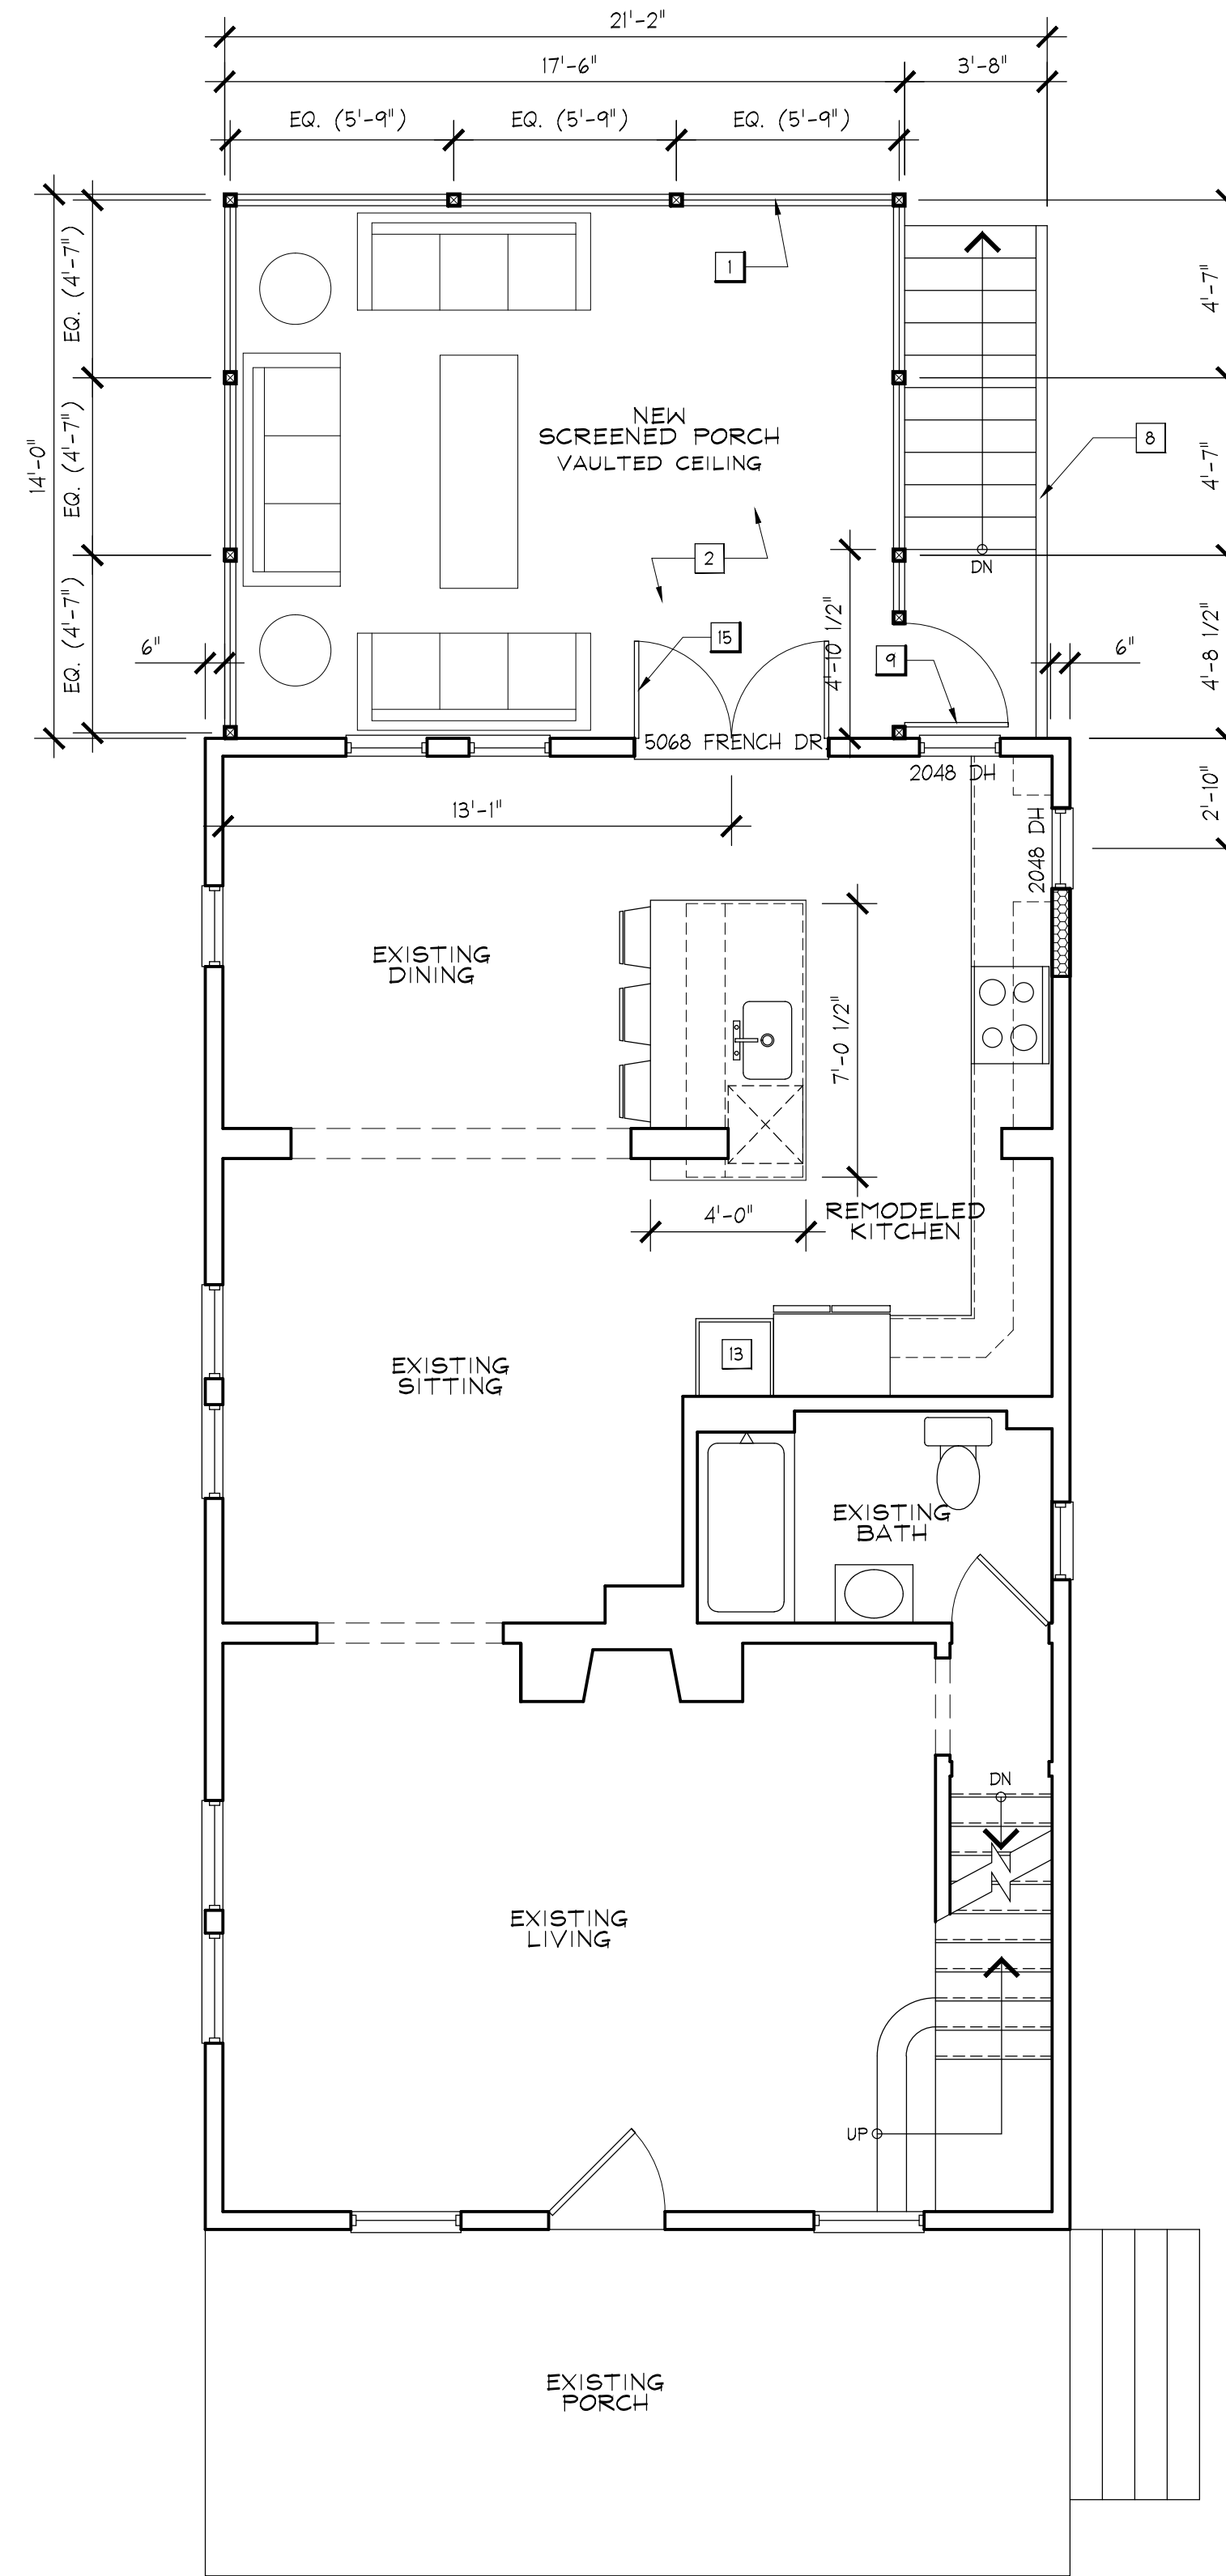 21'-2"
17'-6"
3'-8"
EQ. (5'-9")
EQ. (5'-9")
EQ. (5'-9")
EQ. (4'-7")
EQ. (4'-7")
EQ. (4'-7")
14'-0"
4'-7"
4'-7"
4'-8 1/2"
2'-10"
1
8
NEW
SCREENED PORCH
VAULTED CEILING
2
DN
15
4'-10 1/2"
9
6"
6"
5068 FRENCH DR.
2048 DH
2048 DH
13'-1"
EXISTING
DINING
7'-0 1/2"
4'-0"
REMODELED
KITCHEN
13
EXISTING
SITTING
EXISTING
BATH
DN
EXISTING
LIVING
UP
EXISTING
PORCH